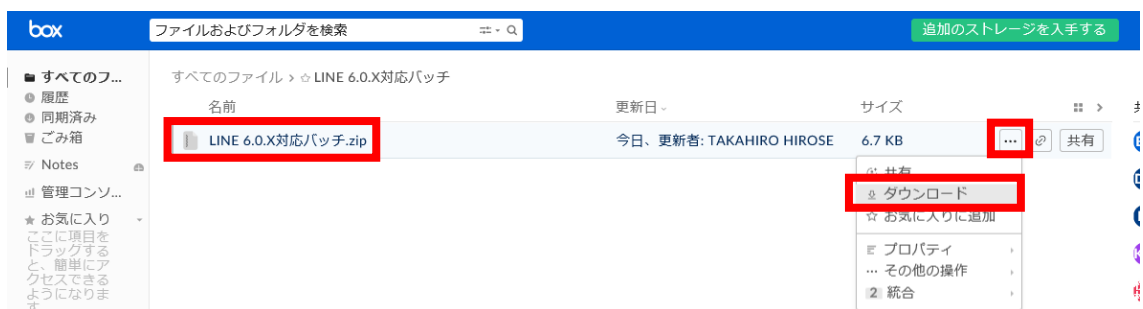 box
ファイルおよびフォルダを検索
追加のストレージを入手する
すべてのフ...
履歴
同期済み
ごみ箱
Notes
管理コンソ...
お気に入り
ここに項目を
ドラッグする
と、簡単にア
クセスできる
ようになりま
す
すべてのファイル › ☆ LINE 6.0.X対応バッチ
名前 更新日 サイズ
LINE 6.0.X対応バッチ.zip 今日、更新者: TAKAHIRO HIROSE 6.7 KB ... 共有
共有
ダウンロード
お気に入りに追加
プロパティ
その他の操作
2 統合